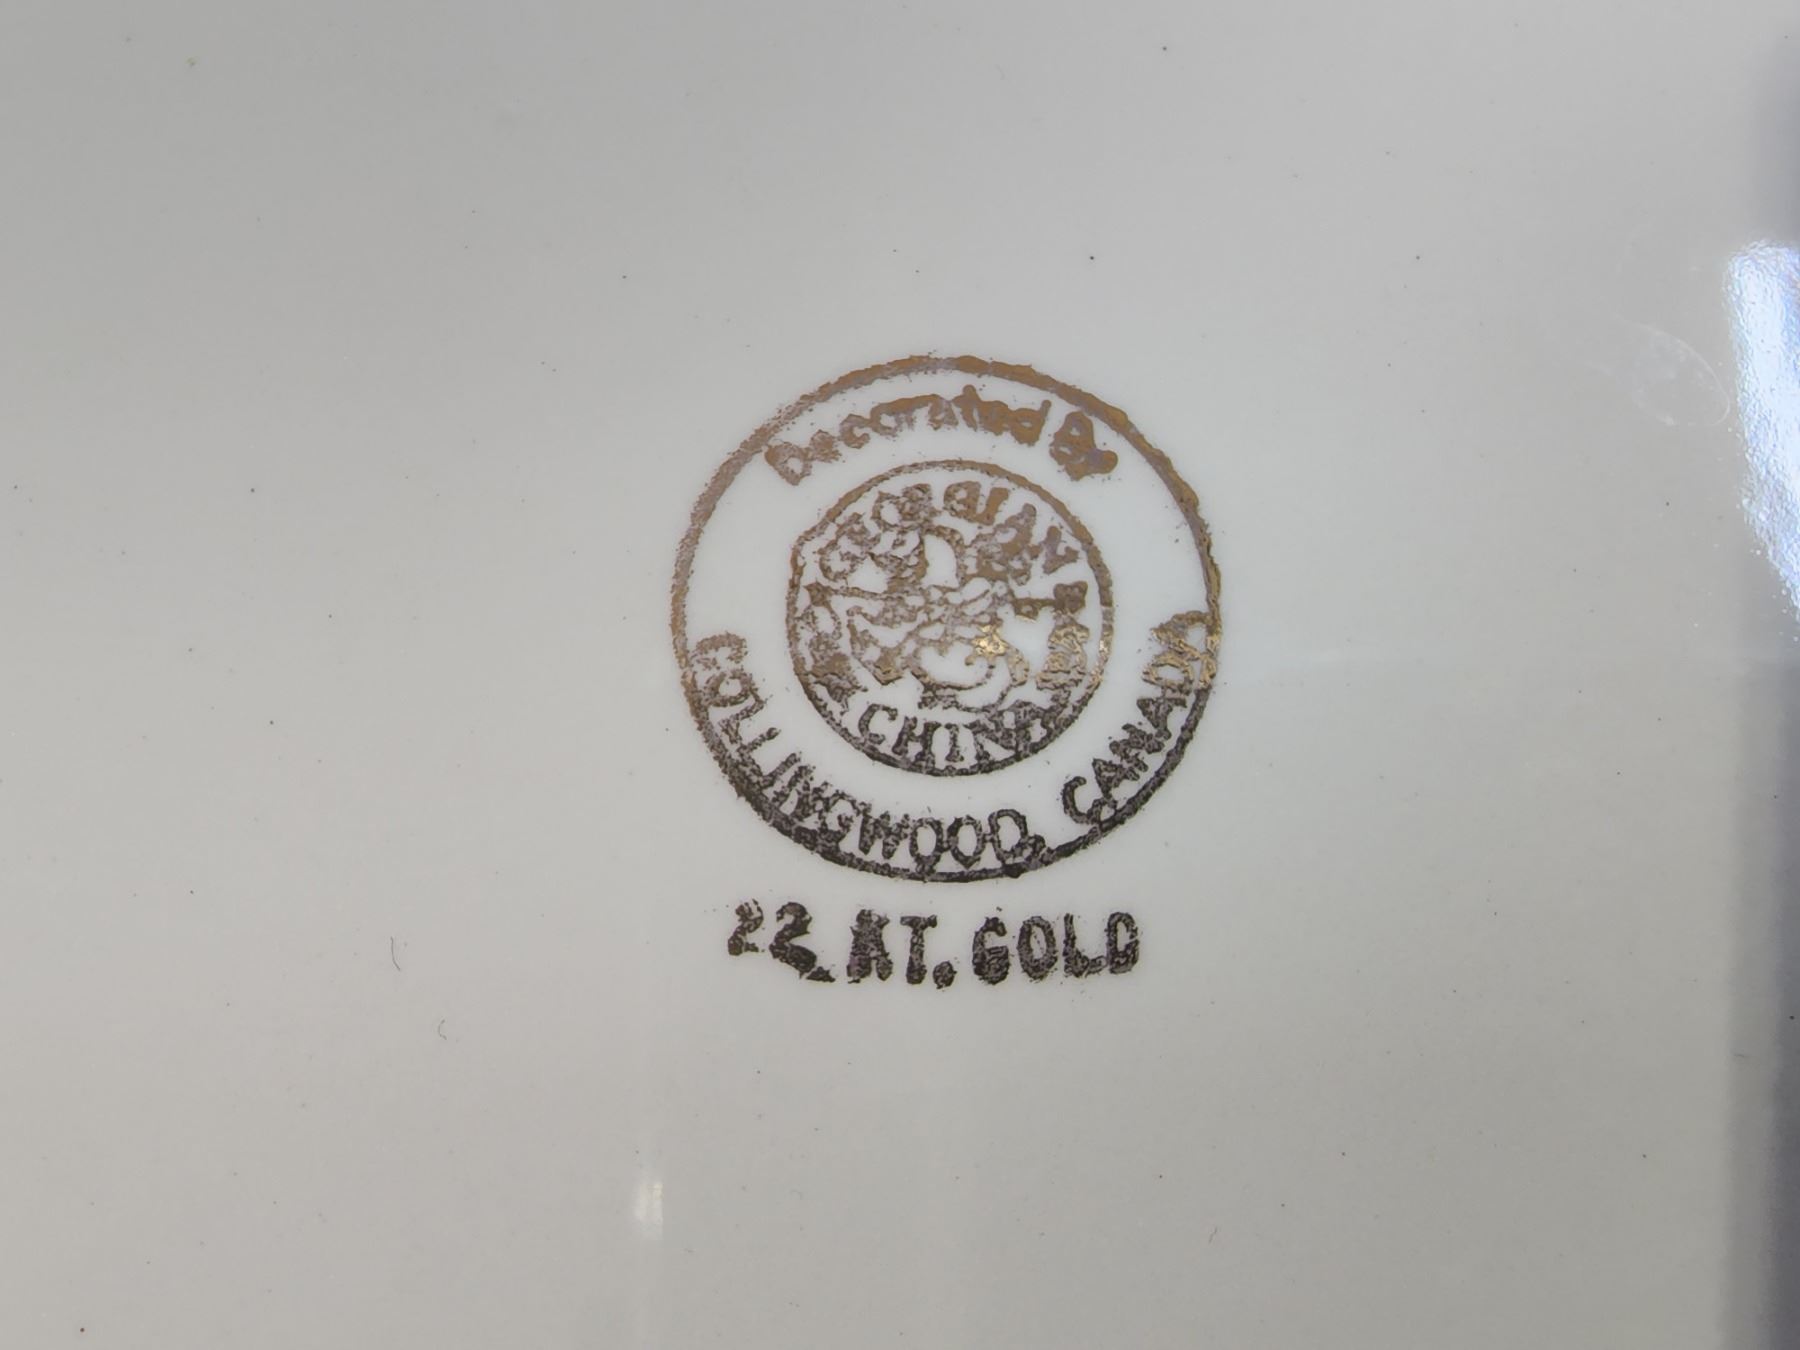 Decorated By
GEORGIAN
CHINA
COLLINGWOOD, CANADA
22 KT. GOLD